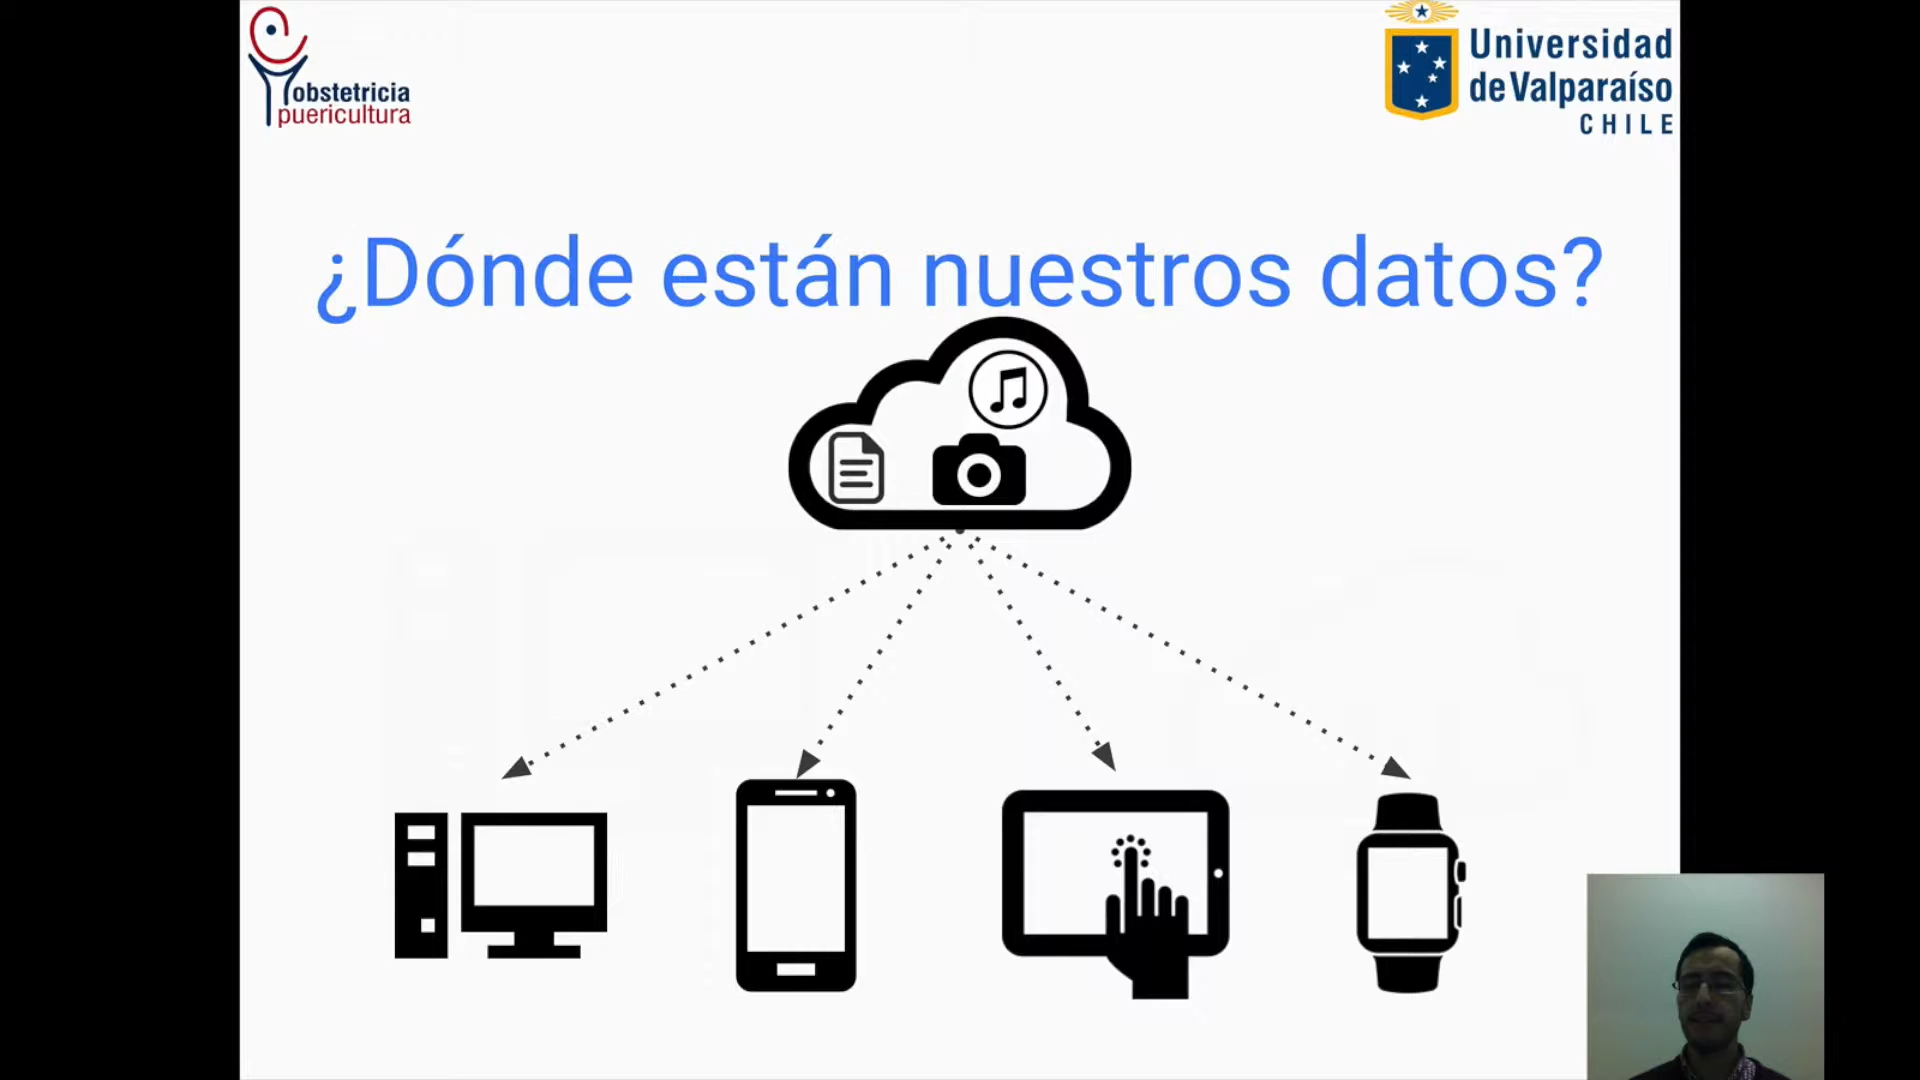 obstetricia
puericultura
Universidad
de Valparaíso
CHILE
¿Dónde están nuestros datos?